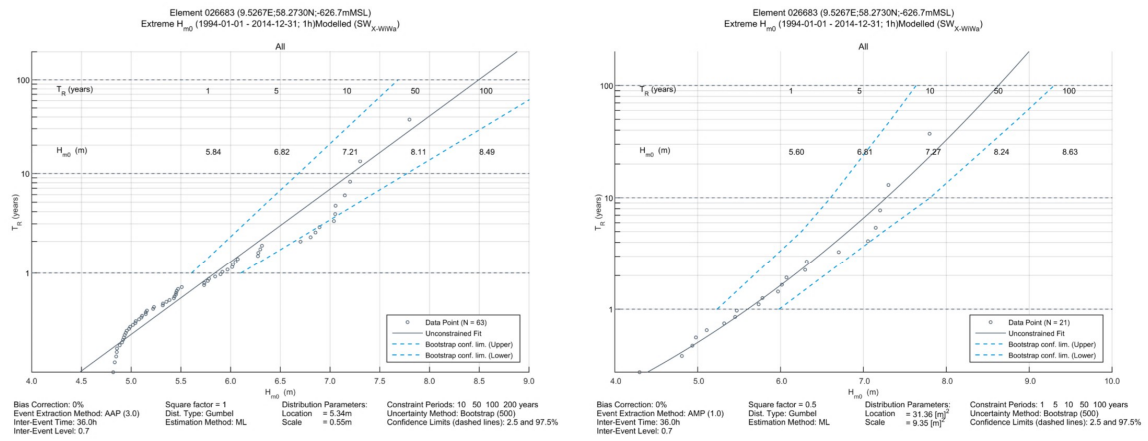 Element 026683 (9.5267E;58.2730N;-626.7mMSL)
Extreme Hm0 (1994-01-01 - 2014-12-31; 1h)Modelled (SWX-WiWa)
All
TR (years) 1 5 10 50 100
Hm0 (m) 5.84 6.82 7.21 8.11 8.49
100
10
1
TR (years)
Data Point (N = 63)
Unconstrained Fit
Bootstrap conf. lim. (Upper)
Bootstrap conf. lim. (Lower)
4.0 4.5 5.0 5.5 6.0 6.5 7.0 7.5 8.0 8.5 9.0
Hm0 (m)
Bias Correction: 0% Square factor = 1 Distribution Parameters: Constraint Periods: 10 50 100 200 years
Event Extraction Method: AAP (3.0) Dist. Type: Gumbel Location = 5.34m Uncertainty Method: Bootstrap (500)
Inter-Event Time: 36.0h Estimation Method: ML Scale = 0.55m Confidence Limits (dashed lines): 2.5 and 97.5%
Inter-Event Level: 0.7
Element 026683 (9.5267E;58.2730N;-626.7mMSL)
Extreme Hm0 (1994-01-01 - 2014-12-31; 1h)Modelled (SWX-WiWa)
All
TR (years) 1 5 10 50 100
Hm0 (m) 5.60 6.81 7.27 8.24 8.63
100
10
1
TR (years)
Data Point (N = 21)
Unconstrained Fit
Bootstrap conf. lim. (Upper)
Bootstrap conf. lim. (Lower)
4.0 5.0 6.0 7.0 8.0 9.0 10.0
Hm0 (m)
Bias Correction: 0% Square factor = 0.5 Distribution Parameters: Constraint Periods: 1 5 10 50 100 years
Event Extraction Method: AMP (1.0) Dist. Type: Gumbel Location = 31.36 [m]² Uncertainty Method: Bootstrap (500)
Inter-Event Time: 36.0h Estimation Method: ML Scale = 9.35 [m]² Confidence Limits (dashed lines): 2.5 and 97.5%
Inter-Event Level: 0.7